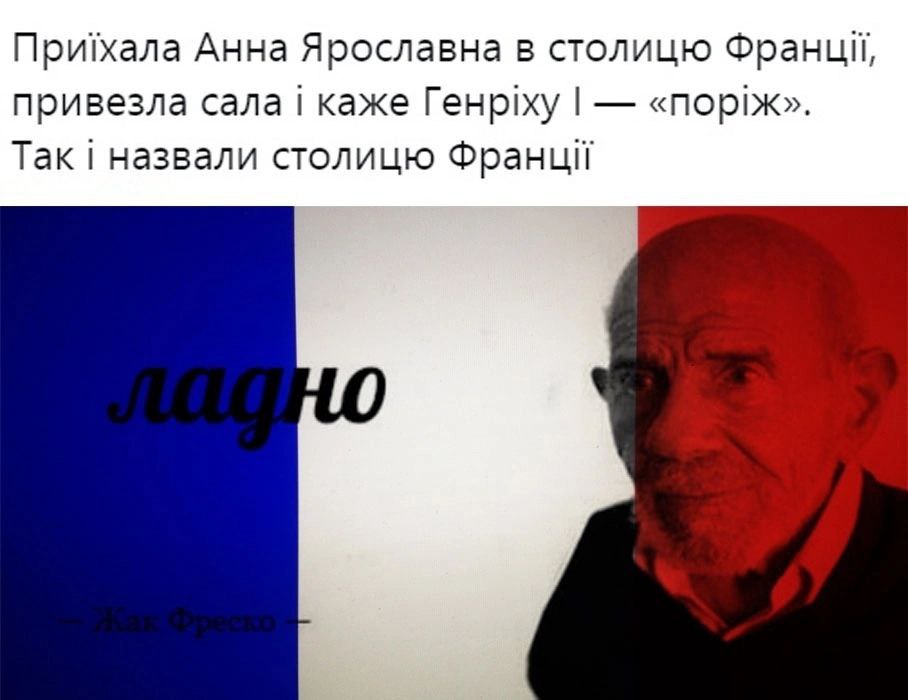 Приїхала Анна Ярославна в столицю Франції,
привезла сала і каже Генріху І — «поріж».
Так і назвали столицю Франції
ладно
— Жак Фреско —